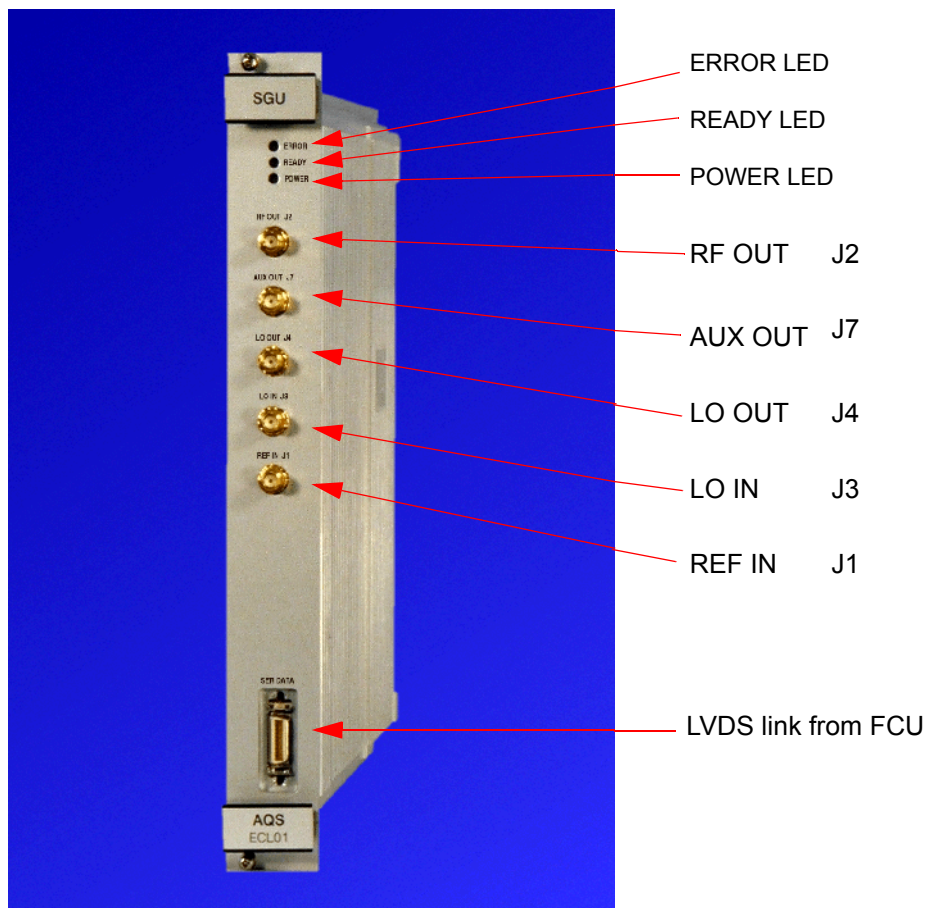 SGU
ERROR
READY
POWER
RF OUT J2
AUX OUT J7
LO OUT J4
LO IN J3
REF IN J1
SER DATA
AQS
ECL01
ERROR LED
READY LED
POWER LED
RF OUT J2
AUX OUT J7
LO OUT J4
LO IN J3
REF IN J1
LVDS link from FCU